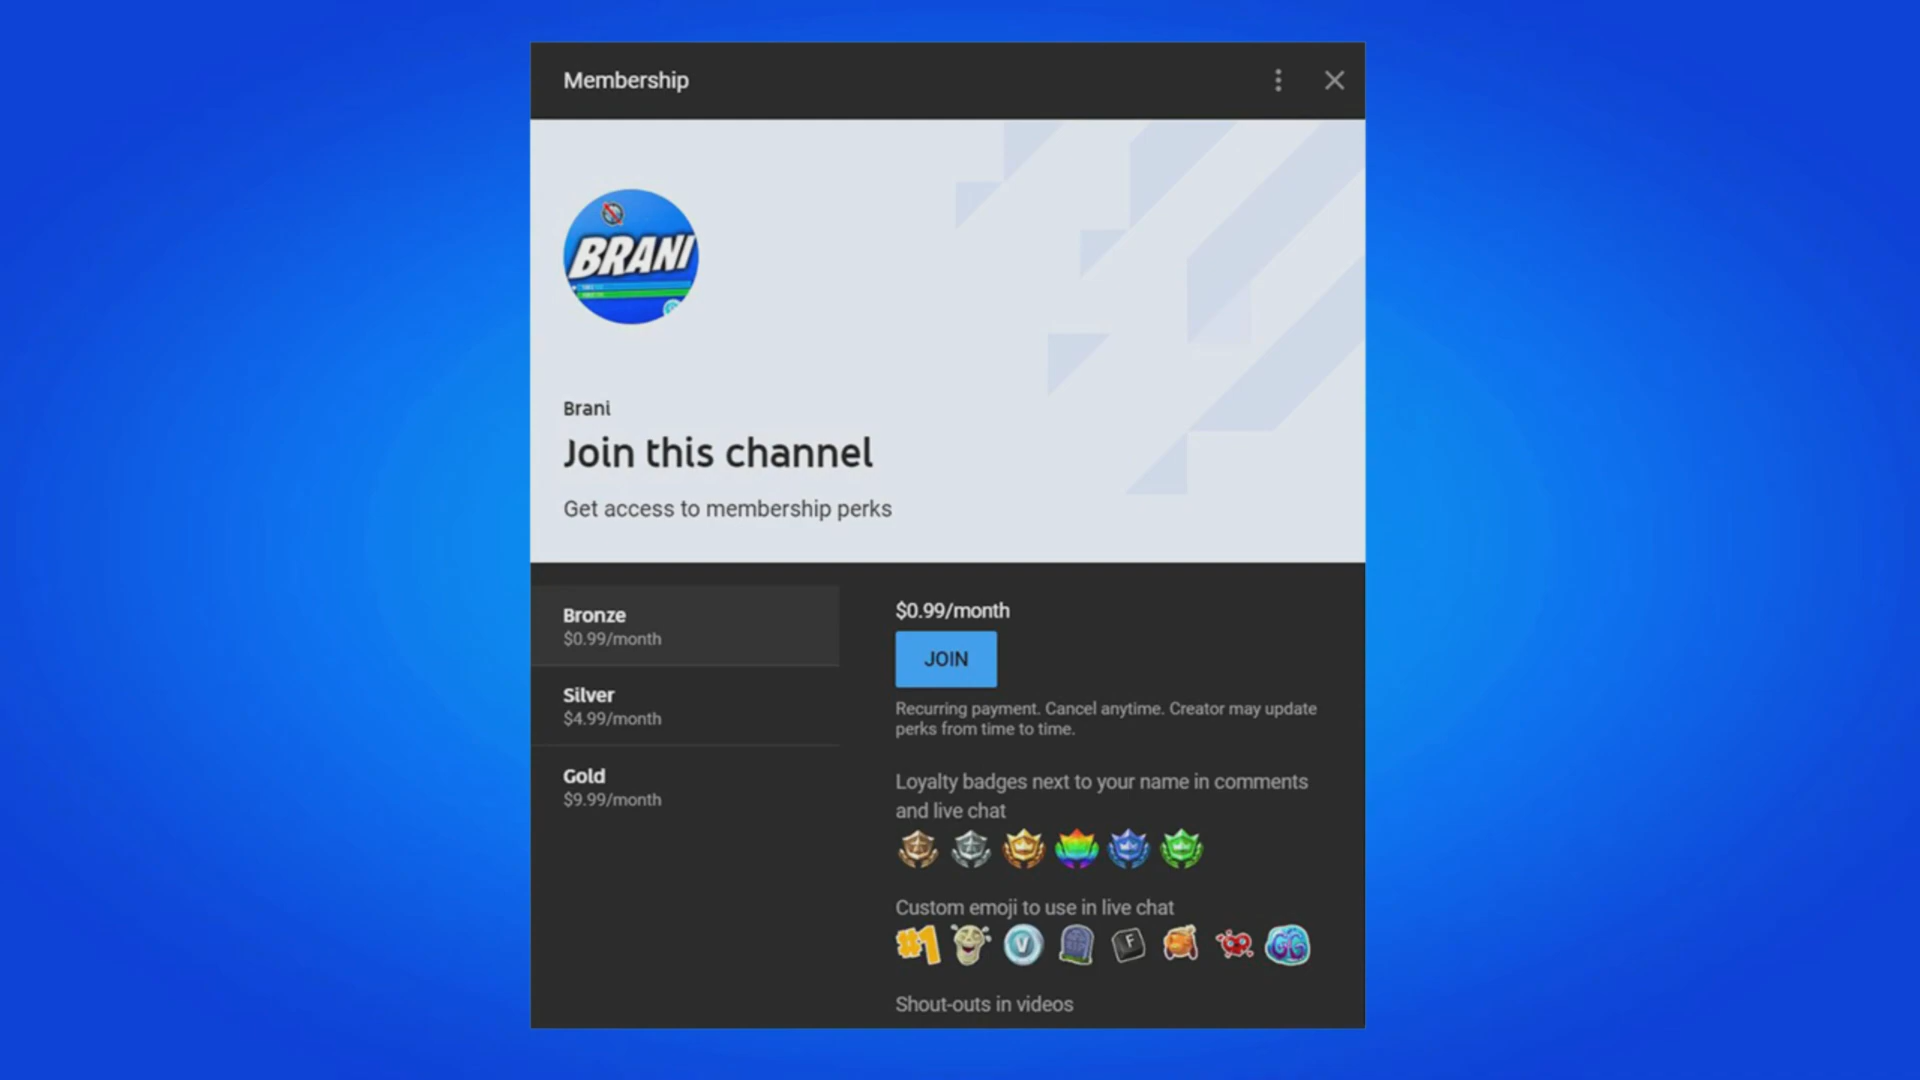 Membership
BRANI
Brani
Join this channel
Get access to membership perks
Bronze
$0.99/month
Silver
$4.99/month
Gold
$9.99/month
$0.99/month
JOIN
Recurring payment. Cancel anytime. Creator may update
perks from time to time.
Loyalty badges next to your name in comments
and live chat
Custom emoji to use in live chat
#1 V F GG
Shout-outs in videos